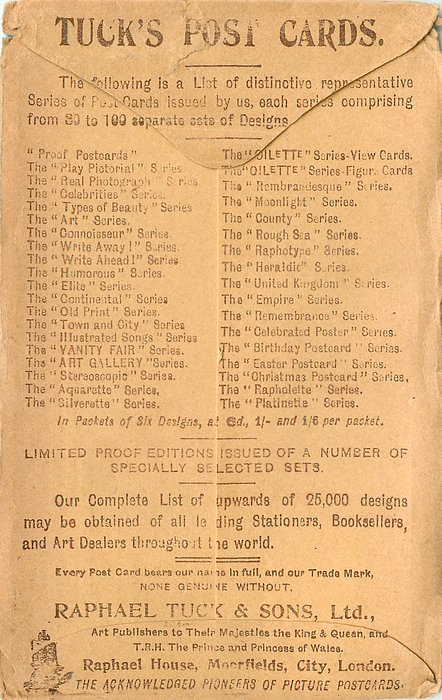 TUCK'S POST CARDS.
The following is a List of distinctive representative
Series of Post Cards issued by us, each series comprising
from 30 to 100 separate sets of Designs
"Proof Postcards"
The "Play Pictorial" Series.
The "Real Photograph" Series
The "Celebrities" Series.
The "Types of Beauty" Series
The "Art" Series.
The "Connoisseur" Series.
The "Write Away!" Series.
The "Write Ahead!" Series
The "Humorous" Series.
The "Elite" Series.
The "Continental" Series
The "Old Print" Series.
The "Town and City" Series
The "Illustrated Songs" Series
The "VANITY FAIR" Series.
The "ART GALLERY" Series.
The "Stereoscopic" Series.
The "Aquarette" Series.
The "Silverette" Series.
The "OILETTE" Series-View Cards.
The "OILETTE" Series-Figure Cards
The "Rembrandesque" Series.
The "Moonlight" Series.
The "County" Series.
The "Rough Sea" Series.
The "Raphotype" Series.
The "Heraldic" Series.
The "United Kingdom" Series.
The "Empire" Series.
The "Remembrance" Series.
The "Celebrated Poster" Series.
The "Birthday Postcard" Series.
The "Easter Postcard" Series.
The "Christmas Postcard" Series.
The "Rapholette" Series.
The "Platinette" Series.
In Packets of Six Designs, at 6d., 1/- and 1/6 per packet.
LIMITED PROOF EDITIONS ISSUED OF A NUMBER OF
SPECIALLY SELECTED SETS.
Our Complete List of upwards of 25,000 designs
may be obtained of all leading Stationers, Booksellers,
and Art Dealers throughout the world.
Every Post Card bears our name in full, and our Trade Mark,
NONE GENUINE WITHOUT.
RAPHAEL TUCK & SONS, Ltd.,
Art Publishers to Their Majesties the King & Queen, and
T.R.H. The Prince and Princess of Wales.
Raphael House, Moorfields, City, London.
THE ACKNOWLEDGED PIONEERS OF PICTURE POSTCARDS.